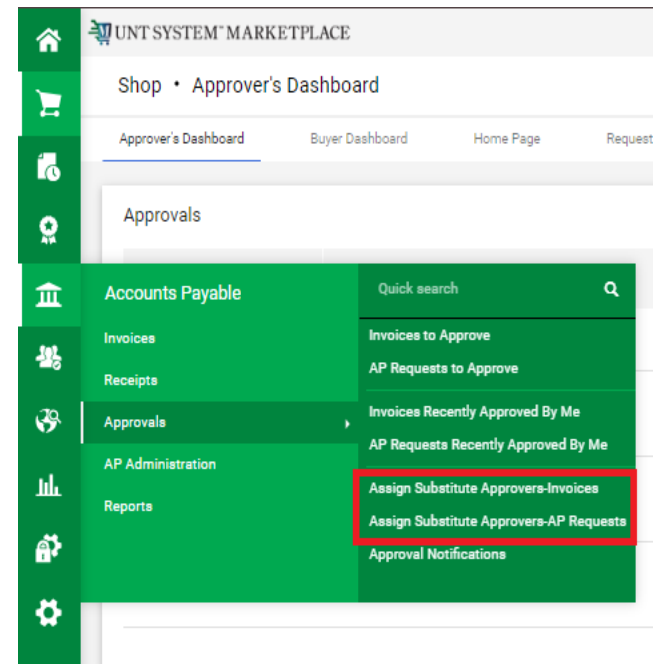 UNT SYSTEM™ MARKETPLACE
Shop • Approver's Dashboard
Approver's Dashboard Buyer Dashboard Home Page Request
Approvals
Accounts Payable
Invoices
Receipts
Approvals
AP Administration
Reports
Quick search
Invoices to Approve
AP Requests to Approve
Invoices Recently Approved By Me
AP Requests Recently Approved By Me
Assign Substitute Approvers-Invoices
Assign Substitute Approvers-AP Requests
Approval Notifications